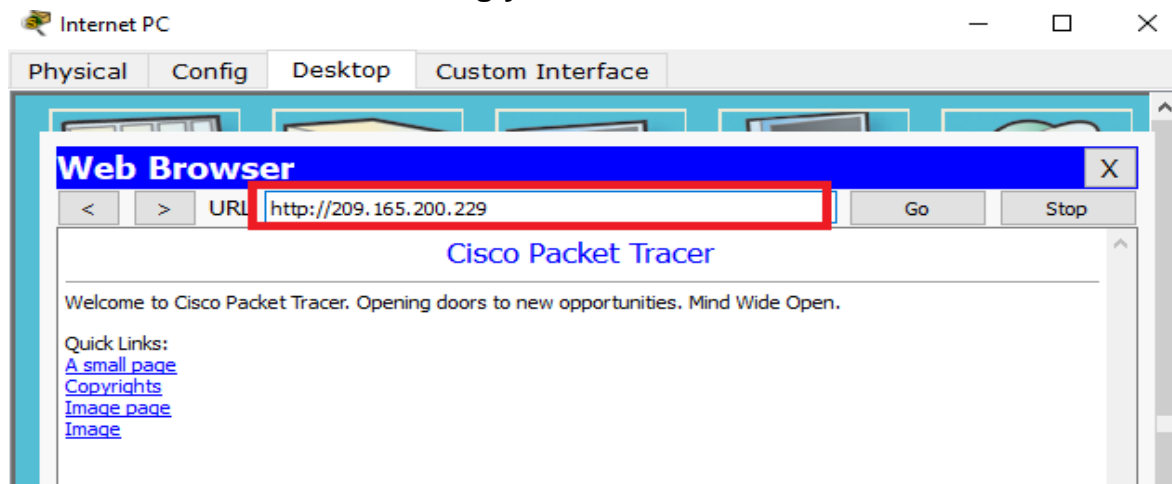 Internet PC
Physical Config Desktop Custom Interface
Web Browser X
< > URL http://209.165.200.229 Go Stop
Cisco Packet Tracer
Welcome to Cisco Packet Tracer. Opening doors to new opportunities. Mind Wide Open.
Quick Links:
A small page
Copyrights
Image page
Image